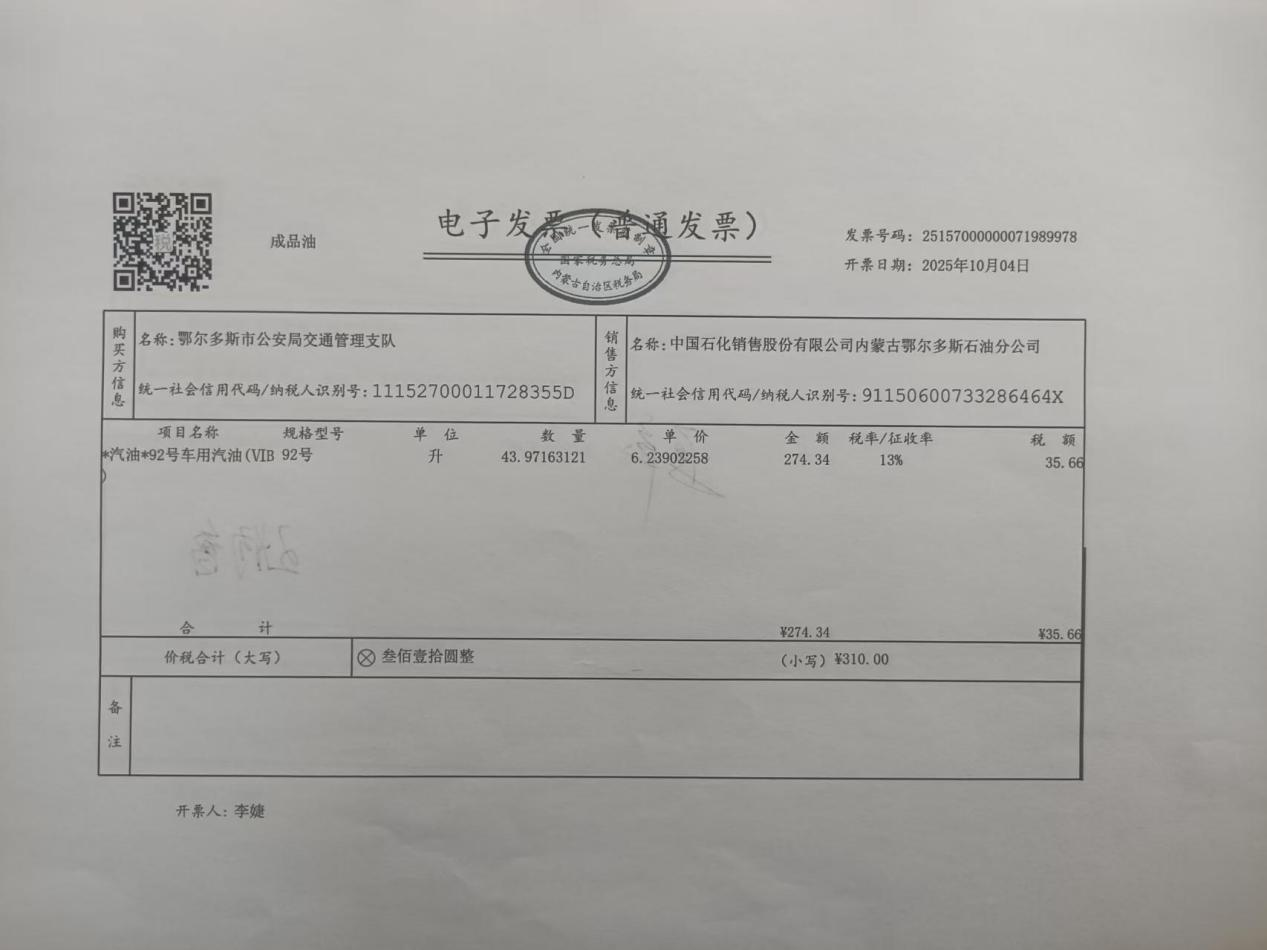 电子发票（普通发票）
全国统一发票监制章
国家税务总局
内蒙古自治区税务局
税
成品油
发票号码：25157000000071989978
开票日期：2025年10月04日
购买方信息
名称：鄂尔多斯市公安局交通管理支队
统一社会信用代码/纳税人识别号：11152700011728355D
销售方信息
名称：中国石化销售股份有限公司内蒙古鄂尔多斯石油分公司
统一社会信用代码/纳税人识别号：91150600733286464X
项目名称 规格型号 单 位 数 量 单 价 金 额 税率/征收率 税 额
*汽油*92号车用汽油(VIB 92号 升 43.97163121 6.23902258 274.34 13% 35.66
)
合 计 ¥274.34 ¥35.66
价税合计（大写） ⊗ 叁佰壹拾圆整 （小写）¥310.00
备注
开票人：李婕